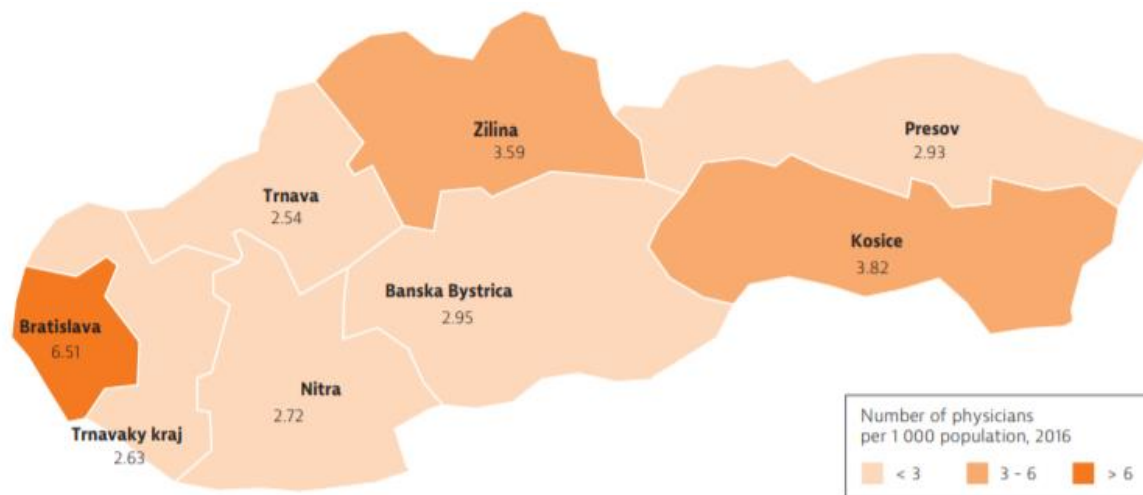 Zilina
3.59
Presov
2.93
Trnava
2.54
Kosice
3.82
Banska Bystrica
2.95
Bratislava
6.51
Nitra
2.72
Trnavaky kraj
2.63
Number of physicians
per 1 000 population, 2016
< 3
3 - 6
> 6